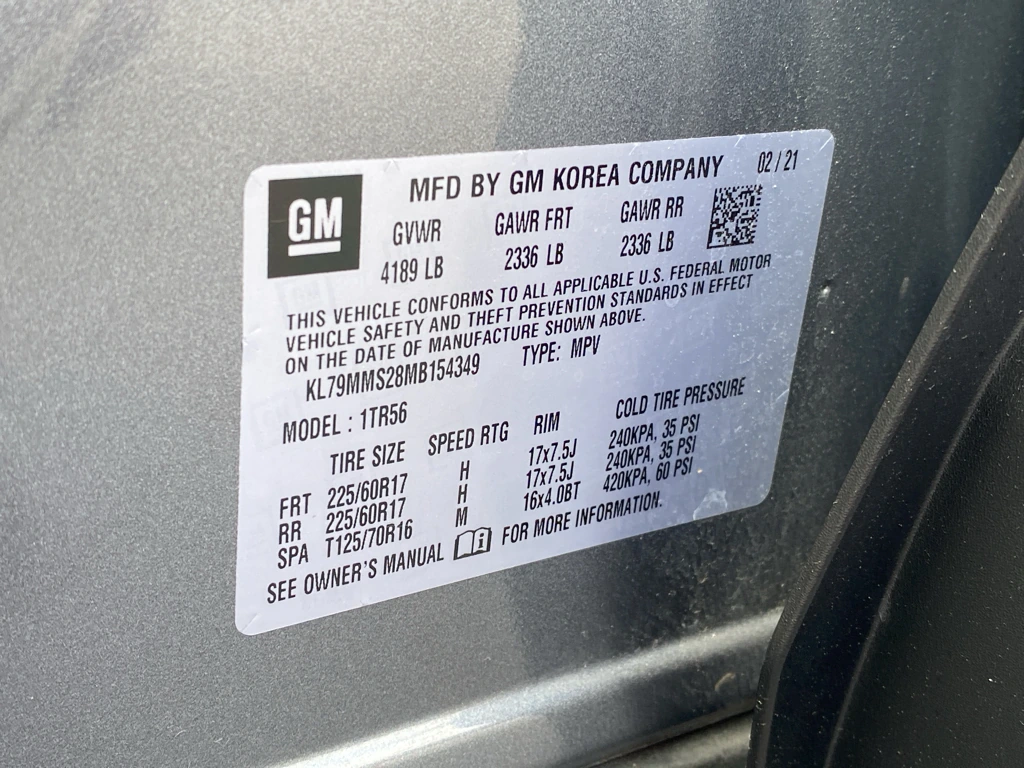 GM
MFD BY GM KOREA COMPANY 02 / 21
GVWR GAWR FRT GAWR RR
4189 LB 2336 LB 2336 LB
THIS VEHICLE CONFORMS TO ALL APPLICABLE U.S. FEDERAL MOTOR
VEHICLE SAFETY AND THEFT PREVENTION STANDARDS IN EFFECT
ON THE DATE OF MANUFACTURE SHOWN ABOVE.
KL79MMS28MB154349 TYPE: MPV
MODEL : 1TR56
TIRE SIZE SPEED RTG RIM COLD TIRE PRESSURE
FRT 225/60R17 H 17x7.5J 240KPA, 35 PSI
RR 225/60R17 H 17x7.5J 240KPA, 35 PSI
SPA T125/70R16 M 16x4.0BT 420KPA, 60 PSI
SEE OWNER'S MANUAL i FOR MORE INFORMATION.